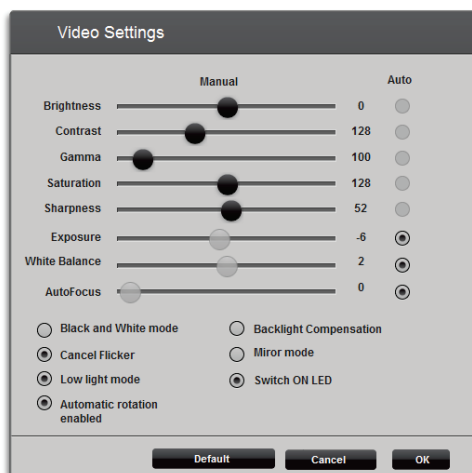 Video Settings
Manual Auto
Brightness 0
Contrast 128
Gamma 100
Saturation 128
Sharpness 52
Exposure -6
White Balance 2
AutoFocus 0
Black and White mode Backlight Compensation
Cancel Flicker Miror mode
Low light mode Switch ON LED
Automatic rotation
enabled
Default Cancel OK